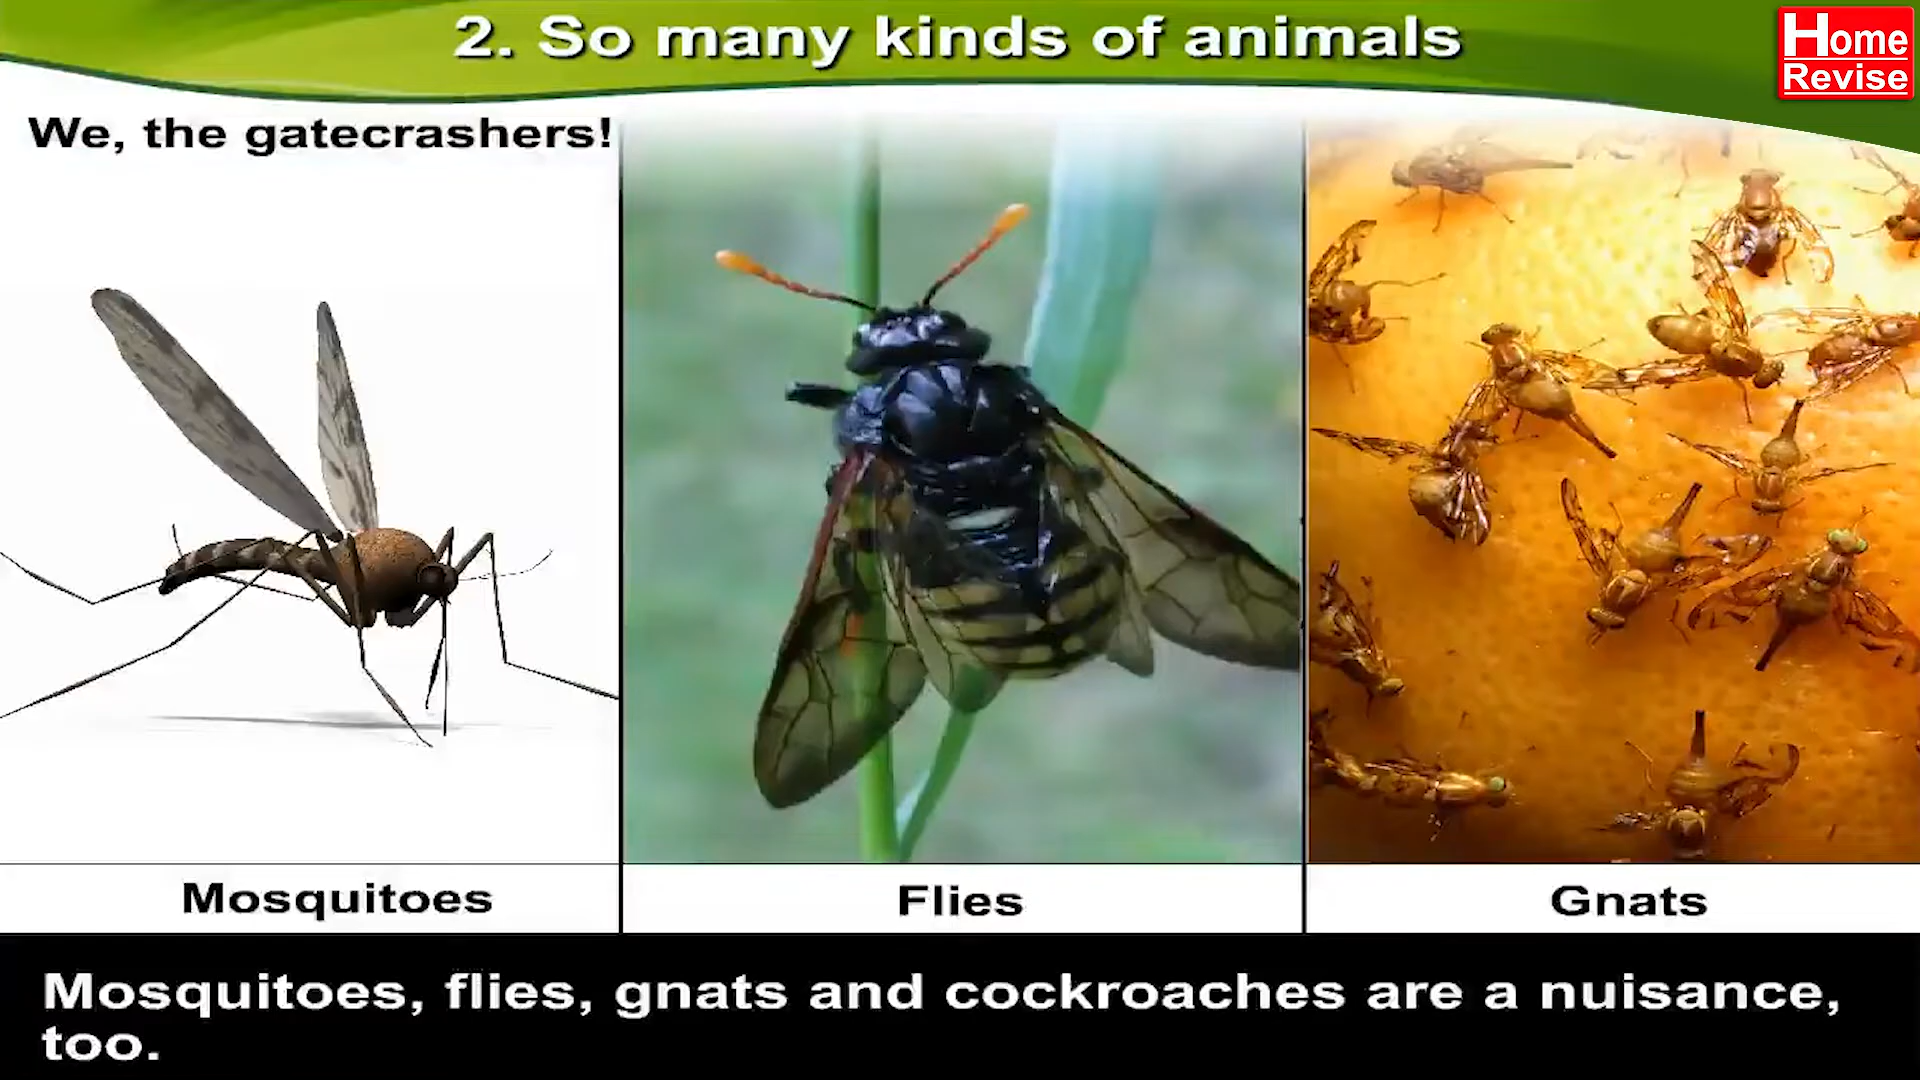 2. So many kinds of animals
Home
Revise
We, the gatecrashers!
Mosquitoes
Flies
Gnats
Mosquitoes, flies, gnats and cockroaches are a nuisance,
too.